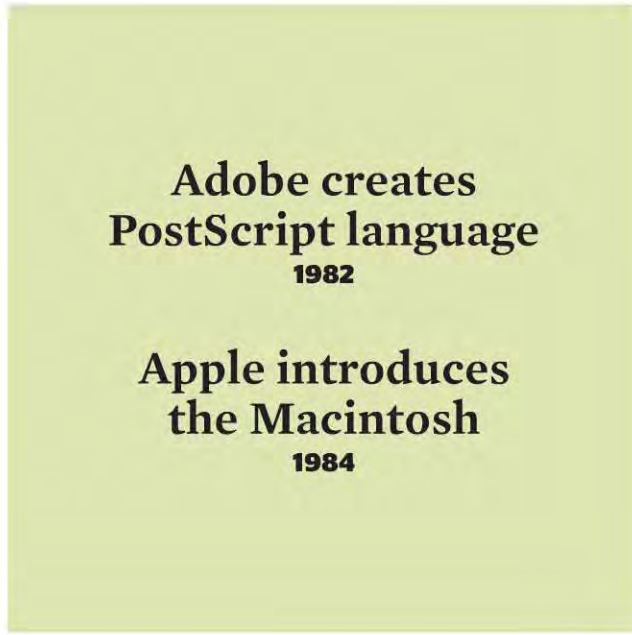 Adobe creates
PostScript language
1982
Apple introduces
the Macintosh
1984